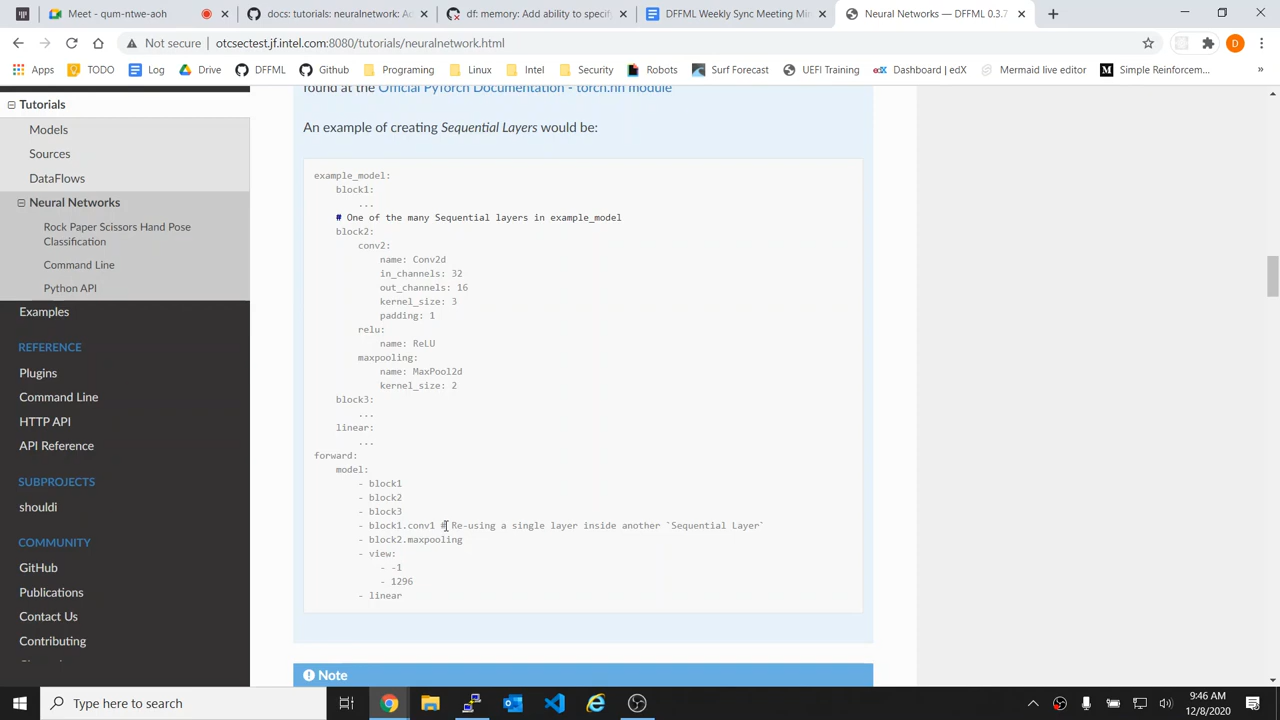 Meet - qum-ntwe-aoh
docs: tutorials: neuralnetwork: Ad
df: memory: Add ability to specify
DFFML Weekly Sync Meeting Mi
Neural Networks — DFFML 0.3.7
Not secure
otcsectest.jf.intel.com:8080/tutorials/neuralnetwork.html
D
Apps
TODO
Log
Drive
DFFML
Github
Programing
Linux
Intel
Security
Robots
Surf Forecast
UEFI Training
edX
Dashboard | edX
Mermaid live editor
M
Simple Reinforcem...
»
Tutorials
Models
Sources
DataFlows
Neural Networks
Rock Paper Scissors Hand Pose
Classification
Command Line
Python API
Examples
REFERENCE
Plugins
Command Line
HTTP API
API Reference
SUBPROJECTS
shouldi
COMMUNITY
GitHub
Publications
Contact Us
Contributing
found at the Official PyTorch Documentation - torch.nn module
An example of creating Sequential Layers would be:
example_model:
block1:
...
# One of the many Sequential layers in example_model
block2:
conv2:
name: Conv2d
in_channels: 32
out_channels: 16
kernel_size: 3
padding: 1
relu:
name: ReLU
maxpooling:
name: MaxPool2d
kernel_size: 2
block3:
...
linear:
...
forward:
model:
- block1
- block2
- block3
- block1.conv1 # Re-using a single layer inside another `Sequential Layer`
- block2.maxpooling
- view:
- -1
- 1296
- linear
Note
Type here to search
9:46 AM
12/8/2020